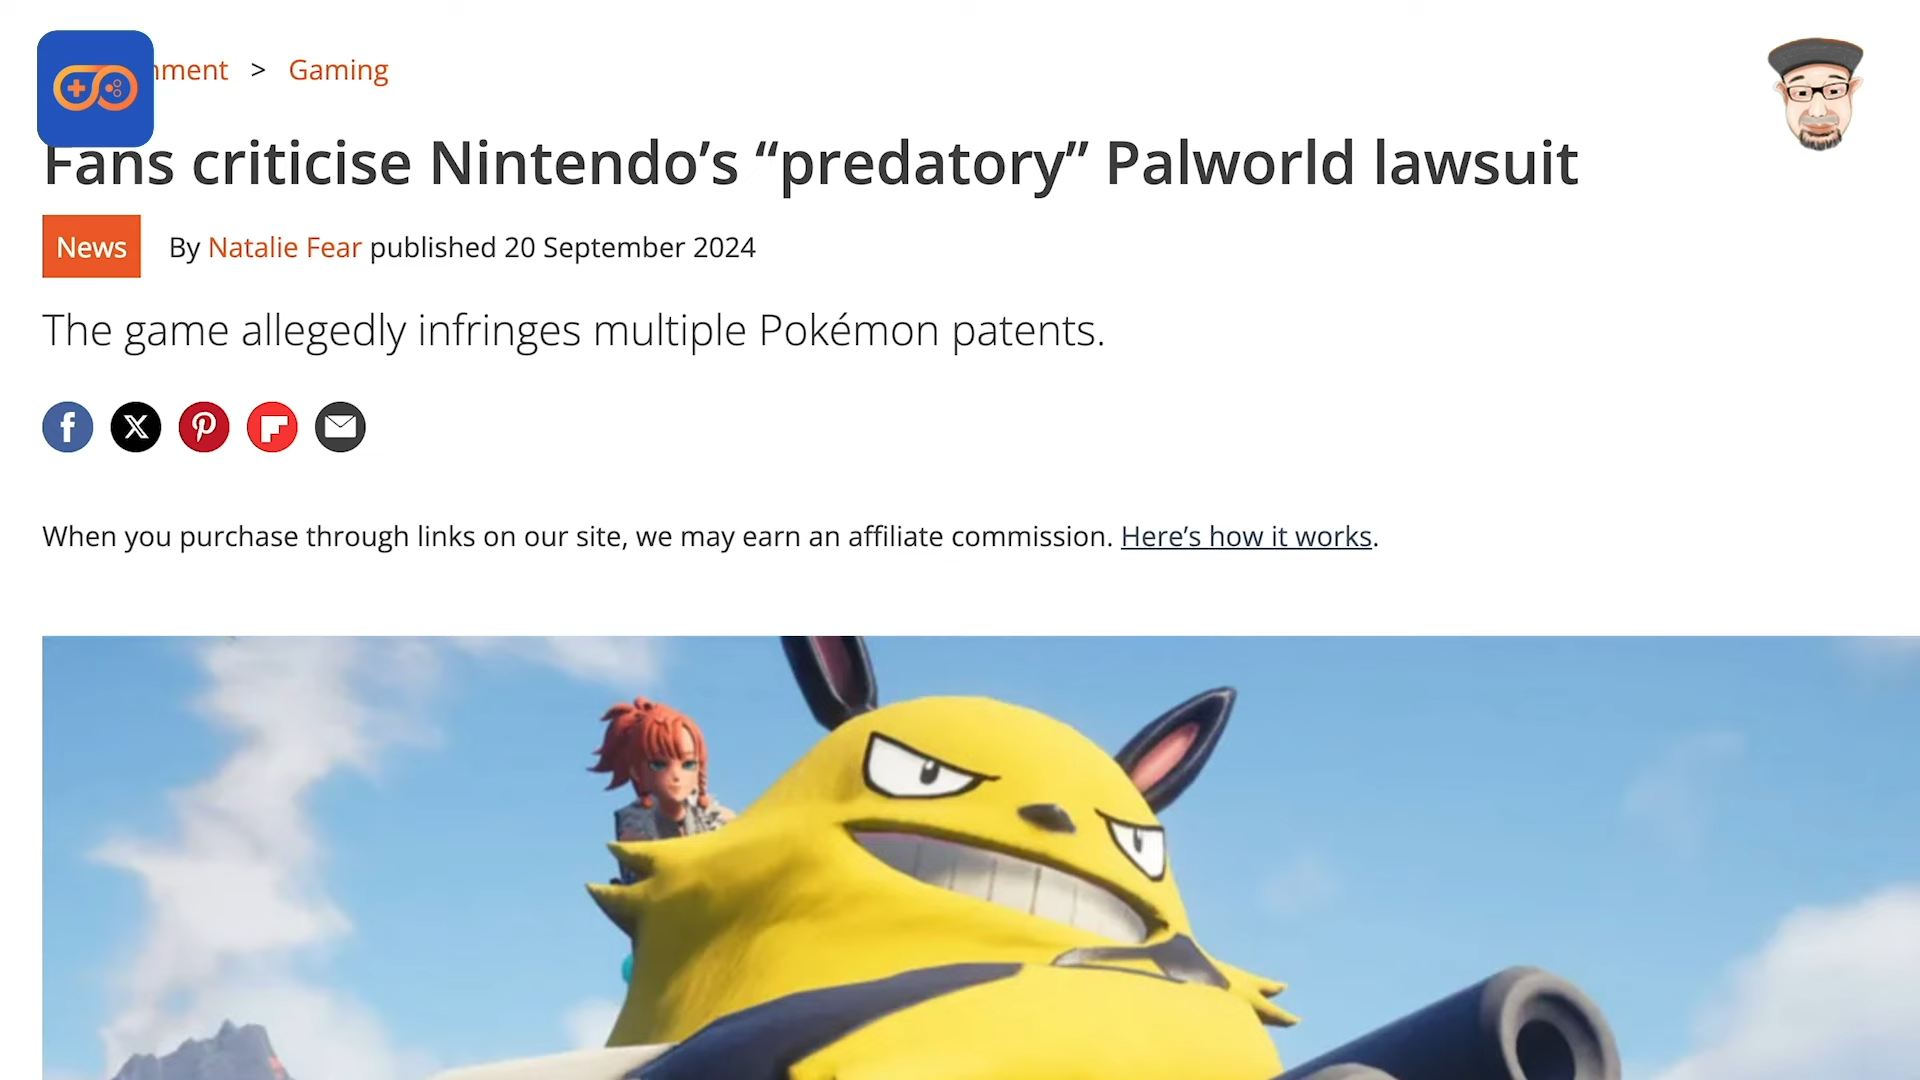 > Gaming
Fans criticise Nintendo’s “predatory” Palworld lawsuit
News By Natalie Fear published 20 September 2024
The game allegedly infringes multiple Pokémon patents.
When you purchase through links on our site, we may earn an affiliate commission. Here’s how it works.